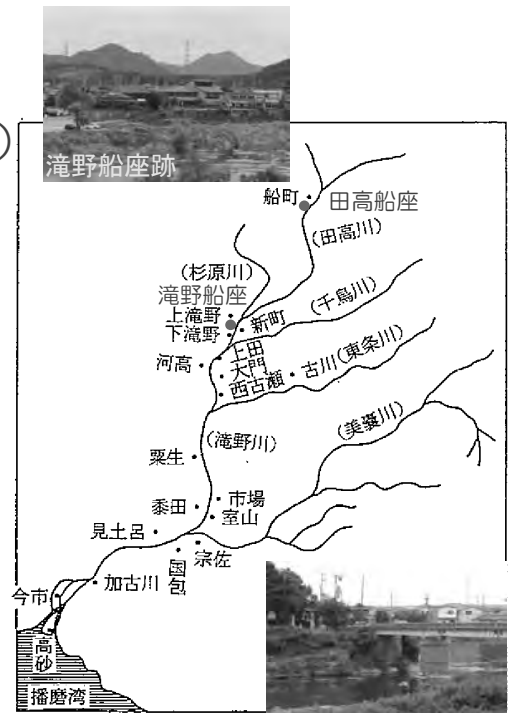 滝野船座跡
船町
田高船座
(田高川)
(杉原川)
滝野船座
(千鳥川)
上滝野
下滝野
新町
上田
河高
大門
西古瀬
古川
(東条川)
(美嚢川)
(滝野川)
粟生
市場
黍田
室山
見土呂
宗佐
国包
加古川
今市
高砂
播磨湾